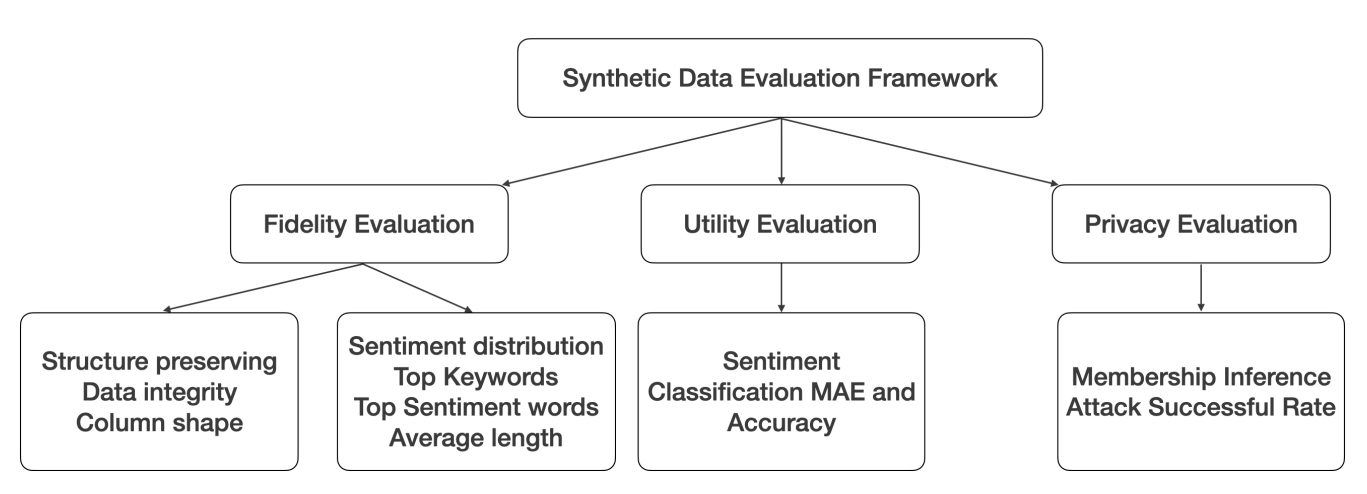 Synthetic Data Evaluation Framework
Fidelity Evaluation
Utility Evaluation
Privacy Evaluation
Structure preserving
Data integrity
Column shape
Sentiment distribution
Top Keywords
Top Sentiment words
Average length
Sentiment
Classification MAE and
Accuracy
Membership Inference
Attack Successful Rate